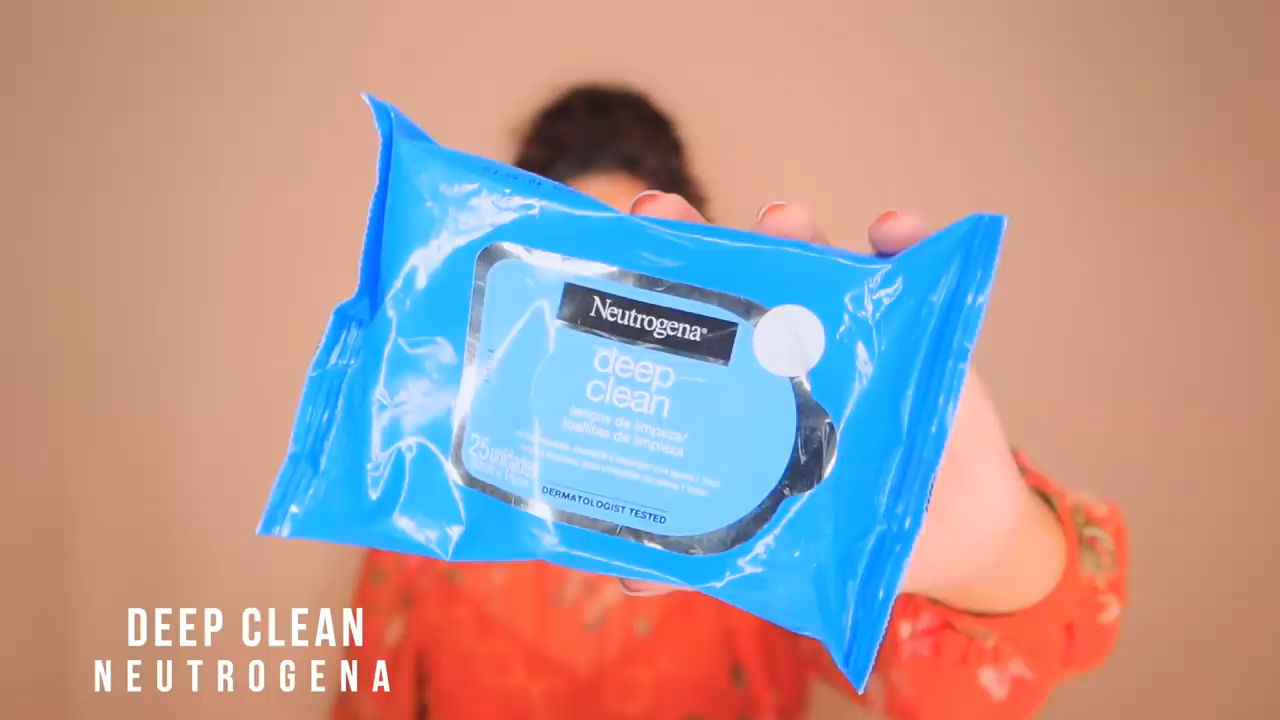 Neutrogena®
deep
clean
lenços de limpeza/
toallitas de limpieza
25 unidades
DERMATOLOGIST TESTED
DEEP CLEAN
NEUTROGENA